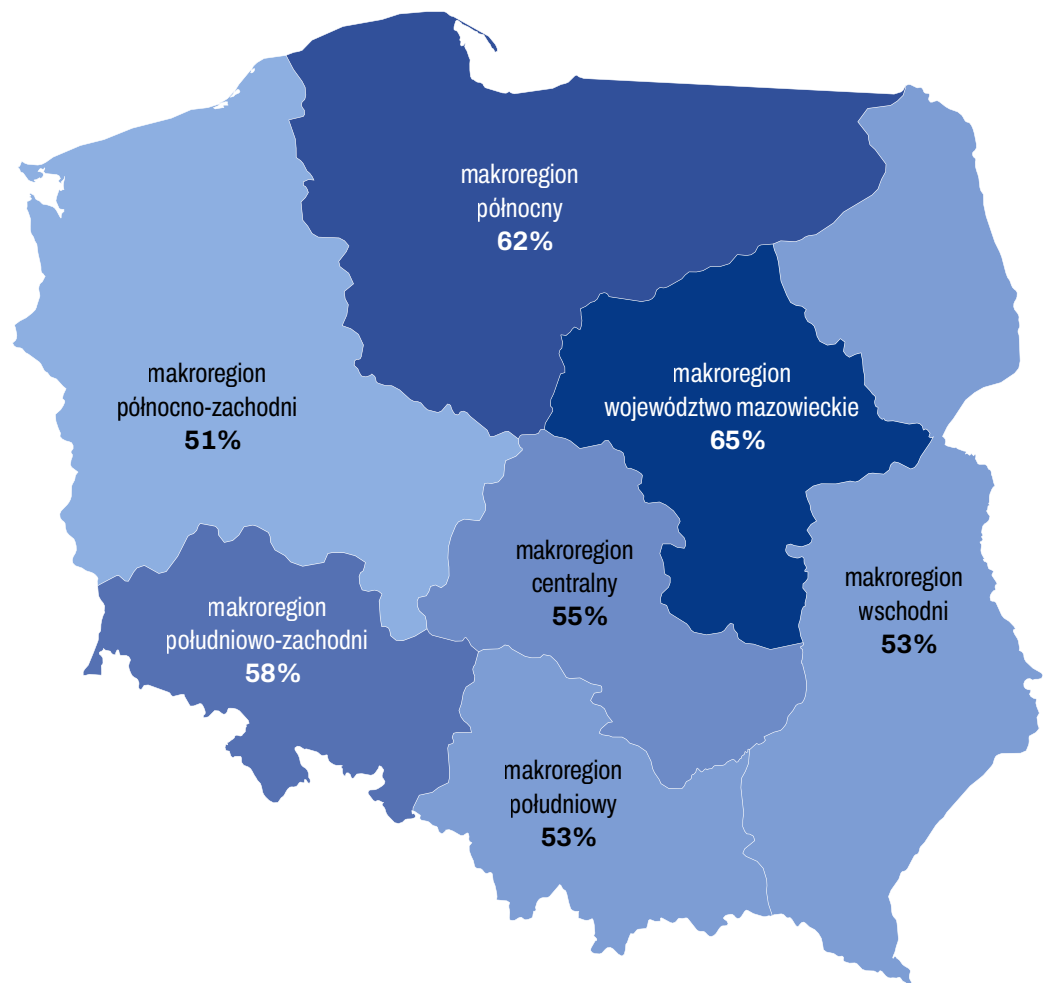 makroregion
północny
62%
makroregion
północno-zachodni
51%
makroregion
województwo mazowieckie
65%
makroregion
centralny
55%
makroregion
wschodni
53%
makroregion
południowo-zachodni
58%
makroregion
południowy
53%